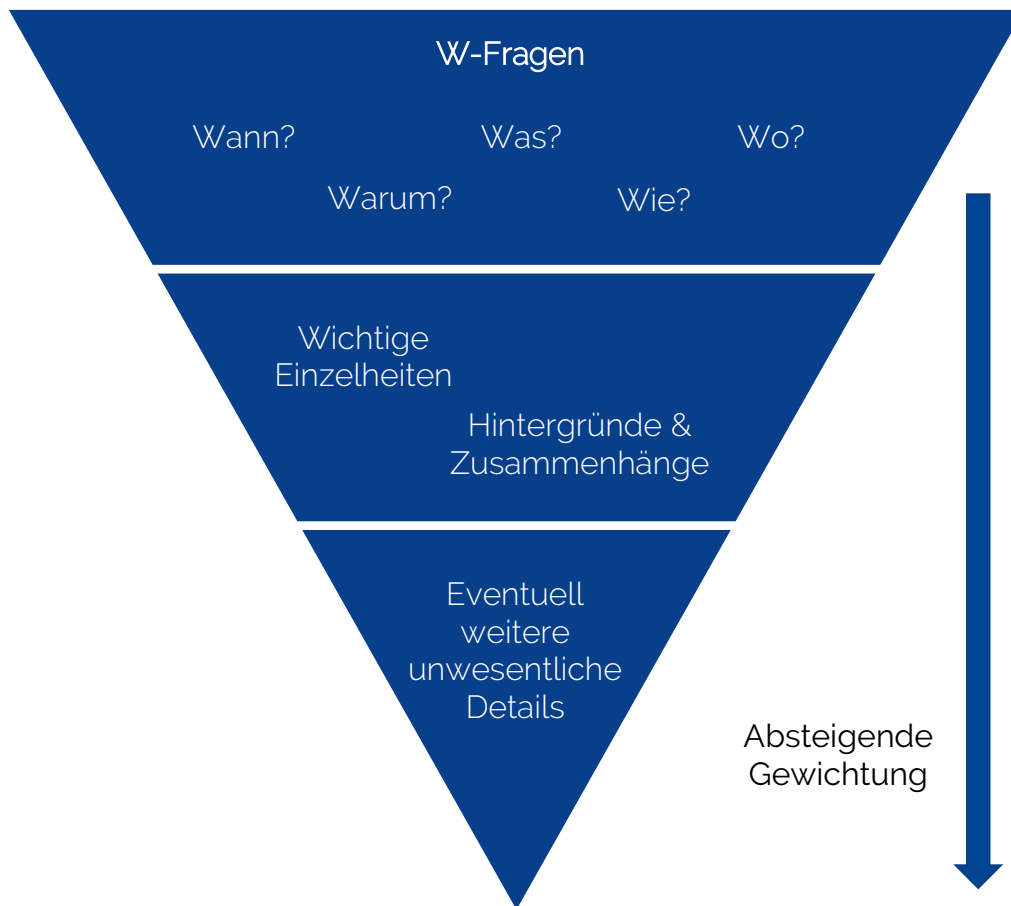 W-Fragen
Wann? Was? Wo?
Warum? Wie?
Wichtige
Einzelheiten
Hintergründe &
Zusammenhänge
Eventuell
weitere
unwesentliche
Details
Absteigende
Gewichtung